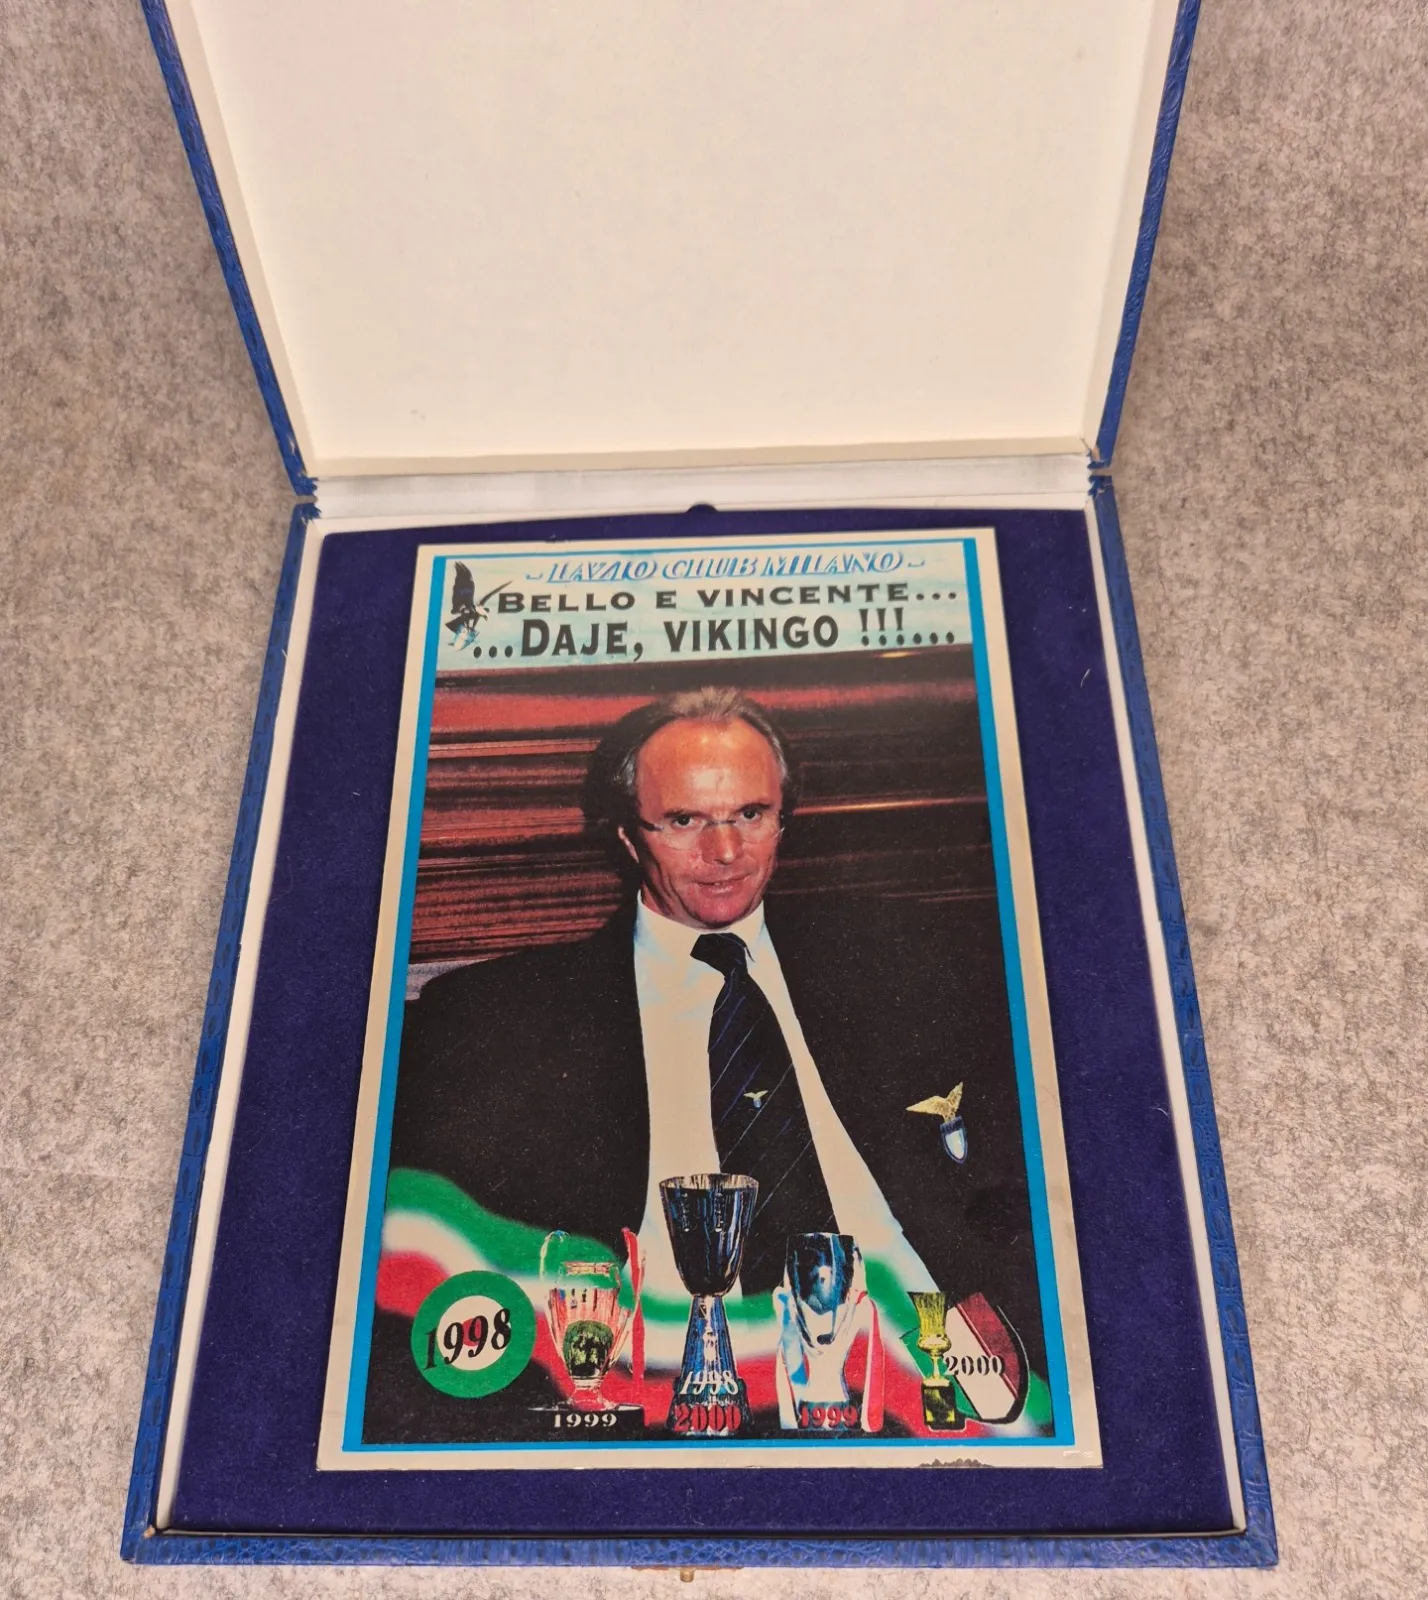 - LAZIO CLUB MILANO -
BELLO E VINCENTE...
...DAJE, VIKINGO !!!...
1998
1999
1998
2000
1999
2000